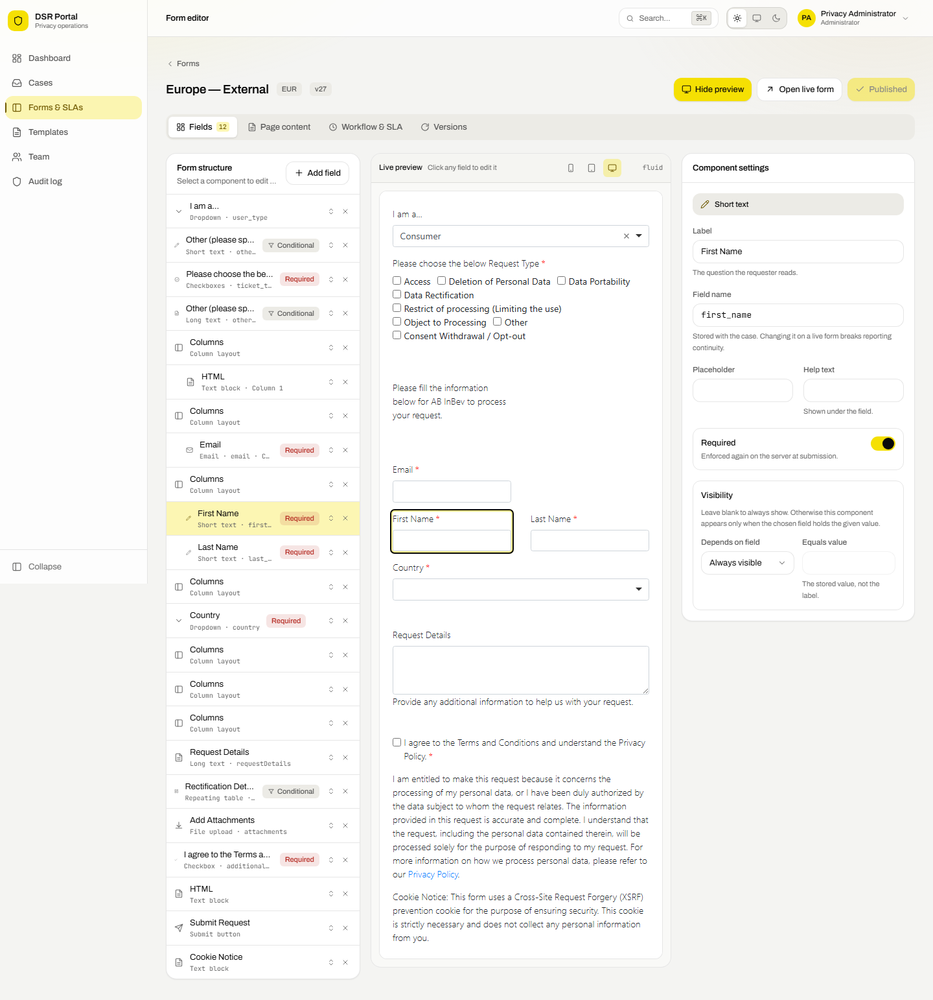 DSR Portal
Privacy operations
Dashboard
Cases
Forms & SLAs
Templates
Team
Audit log
Collapse
Form editor
Search...
⌘K
PA
Privacy Administrator
Administrator
Forms
Europe — External
EUR
v27
Hide preview
Open live form
Published
Fields 12
Page content
Workflow & SLA
Versions
Form structure
Select a component to edit ...
Add field
I am a...
Dropdown · user_type
Other (please sp...
Short text · othe…
Conditional
Please choose the be...
Checkboxes · ticket_t…
Required
Other (please sp...
Long text · other…
Conditional
Columns
Column layout
HTML
Text block · Column 1
Columns
Column layout
Email
Email · email · C…
Required
Columns
Column layout
First Name
Short text · first…
Required
Last Name
Short text · last_…
Required
Columns
Column layout
Country
Dropdown · country
Required
Columns
Column layout
Columns
Column layout
Columns
Column layout
Request Details
Long text · requestDetails
Rectification Det...
Repeating table ·…
Conditional
Add Attachments
File upload · attachments
I agree to the Terms a...
Checkbox · additional…
Required
HTML
Text block
Submit Request
Submit button
Cookie Notice
Text block
Live preview Click any field to edit it
fluid
I am a...
Consumer
Please choose the below Request Type *
Access Deletion of Personal Data Data Portability
Data Rectification
Restrict of processing (Limiting the use)
Object to Processing Other
Consent Withdrawal / Opt-out
Please fill the information
below for AB InBev to process
your request.
Email *
First Name * Last Name *
Country *
Request Details
Provide any additional information to help us with your request.
I agree to the Terms and Conditions and understand the Privacy
Policy. *
I am entitled to make this request because it concerns the
processing of my personal data, or I have been duly authorized by
the data subject to whom the request relates. The information
provided in this request is accurate and complete. I understand that
the request, including the personal data contained therein, will be
processed solely for the purpose of responding to my request. For
more information on how we process personal data, please refer to
our Privacy Policy.
Cookie Notice: This form uses a Cross-Site Request Forgery (XSRF)
prevention cookie for the purpose of ensuring security. This cookie
is strictly necessary and does not collect any personal information
from you.
Component settings
Short text
Label
First Name
The question the requester reads.
Field name
first_name
Stored with the case. Changing it on a live form breaks reporting
continuity.
Placeholder
Help text
Shown under the field.
Required
Enforced again on the server at submission.
Visibility
Leave blank to always show. Otherwise this component
appears only when the chosen field holds the given value.
Depends on field
Always visible
Equals value
The stored value, not the
label.